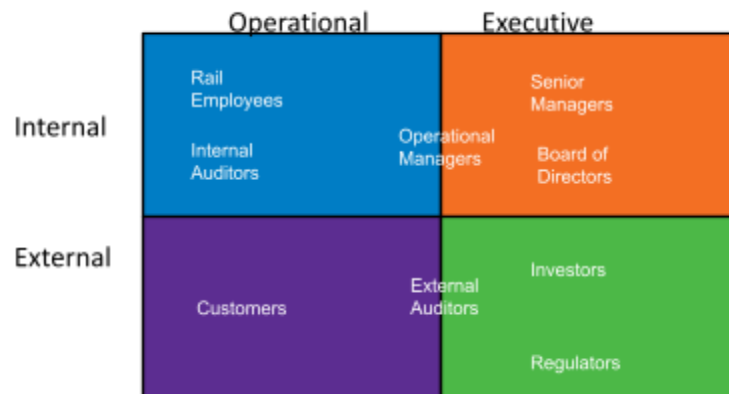 Operational Executive
Internal
Rail
Employees
Internal
Auditors
Operational
Managers
Senior
Managers
Board of
Directors
External
Customers
External
Auditors
Investors
Regulators